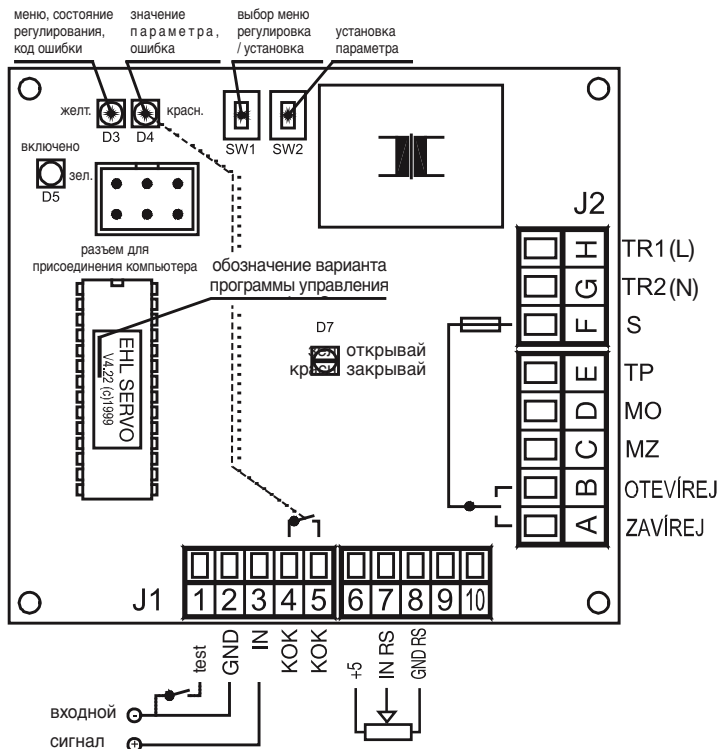 меню, состояние
регулирования,
код ошибки
значение
параметра,
ошибка
выбор меню
регулировка
/ установка
установка
параметра
желт.
D3
D4
красн.
SW1
SW2
включено
зел.
D5
J2
разъем для
присоединения компьютера
обозначение варианта
программы управления
EHL SERVO
V4.22 (c)1999
D7
зел. открывай
красн. закрывай
H TR1 (L)
G TR2 (N)
F S
E TP
D MO
C MZ
B OTEVÍREJ
A ZAVÍREJ
J1
1 2 3 4 5 6 7 8 9 10
test
GND
IN
KOK
KOK
+5
IN RS
GND RS
входной -
сигнал +